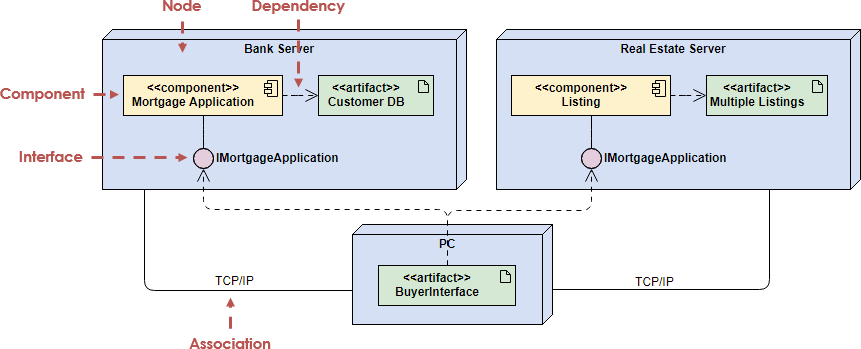 Node
Dependency
Bank Server
Real Estate Server
Component
<<component>>
Mortgage Application
<<artifact>>
Customer DB
<<component>>
Listing
<<artifact>>
Multiple Listings
Interface
IMortgageApplication
IMortgageApplication
PC
<<artifact>>
BuyerInterface
TCP/IP
TCP/IP
Association